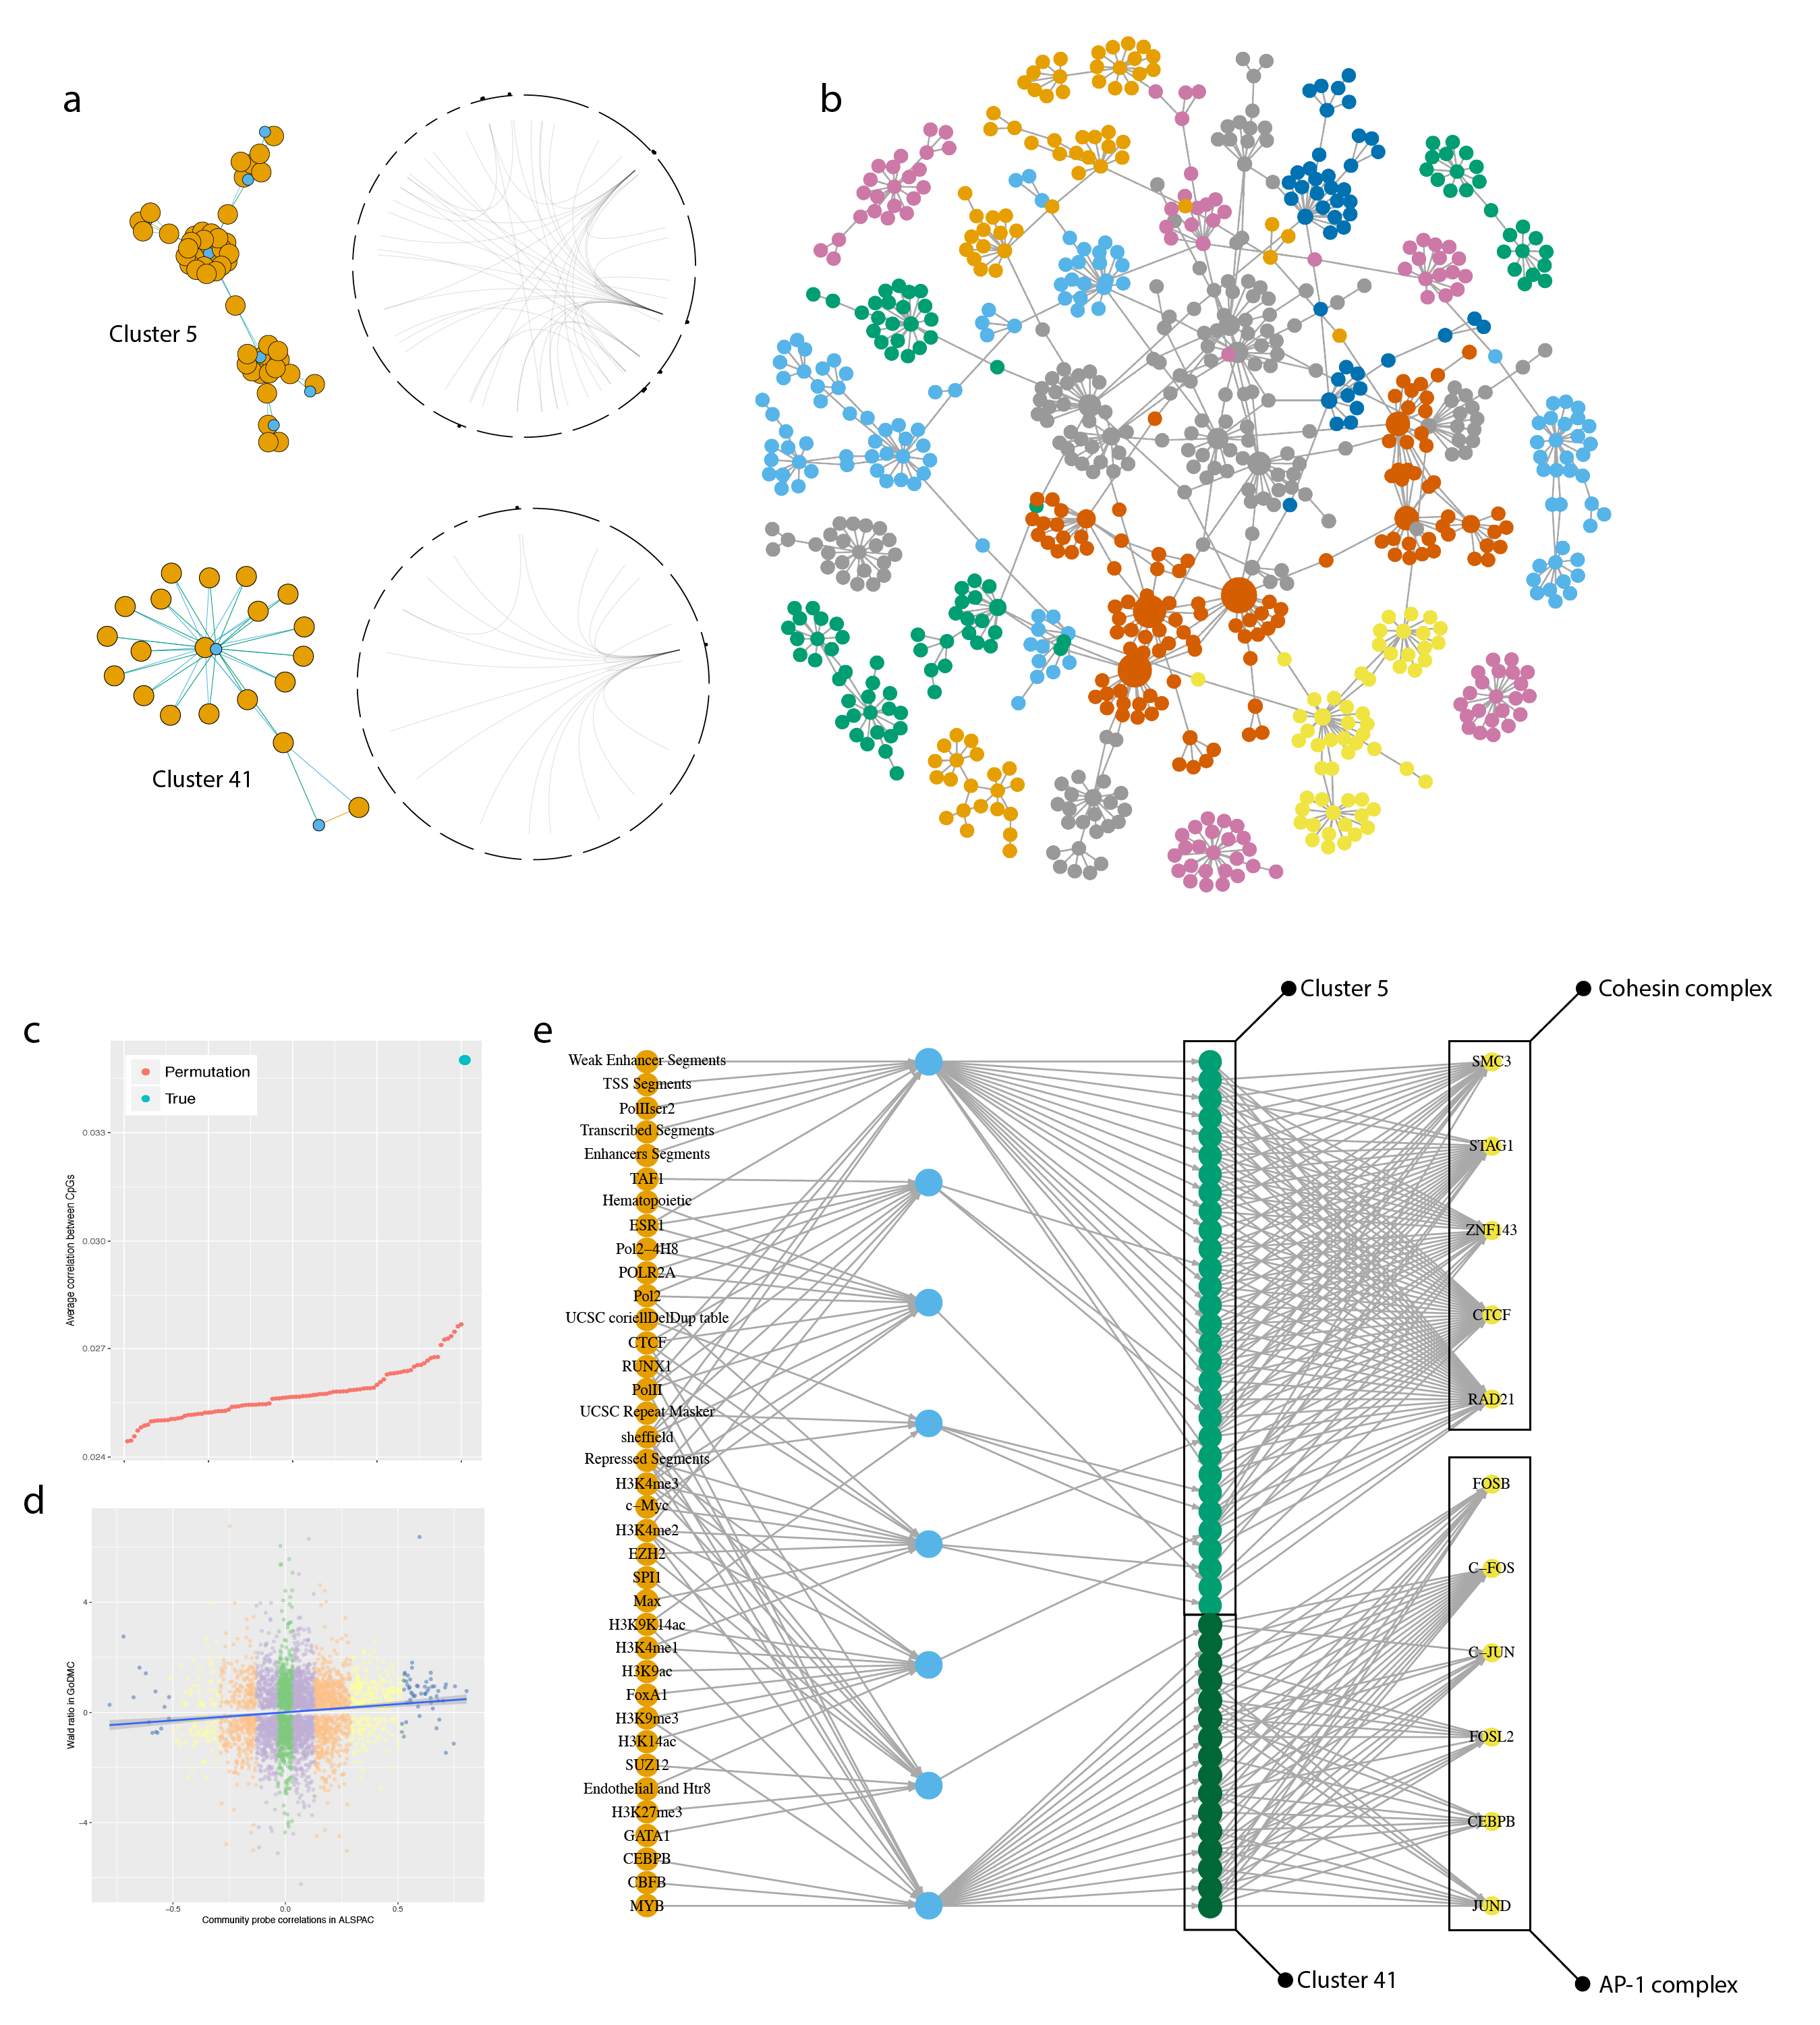 a
b
Cluster 5
Cluster 41
c
Permutation
True
0.033
0.030
0.027
0.024
Average correlation between CpGs
d
4
0
−4
Wald ratio in GoDMC
−0.5
0.0
0.5
Community probe correlations in ALSPAC
e
Cluster 5
Cohesin complex
Weak Enhancer Segments
TSS Segments
PolIIser2
Transcribed Segments
Enhancers Segments
TAF1
Hematopoietic
ESR1
Pol2−4H8
POLR2A
Pol2
UCSC coriellDelDup table
CTCF
RUNX1
PolII
UCSC Repeat Masker
sheffield
Repressed Segments
H3K4me3
c−Myc
H3K4me2
EZH2
SPI1
Max
H3K9K14ac
H3K4me1
H3K9ac
FoxA1
H3K9me3
H3K14ac
SUZ12
Endothelial and Htr8
H3K27me3
GATA1
CEBPB
CBFB
MYB
SMC3
STAG1
ZNF143
CTCF
RAD21
FOSB
C−FOS
C−JUN
FOSL2
CEBPB
JUND
Cluster 41
AP-1 complex